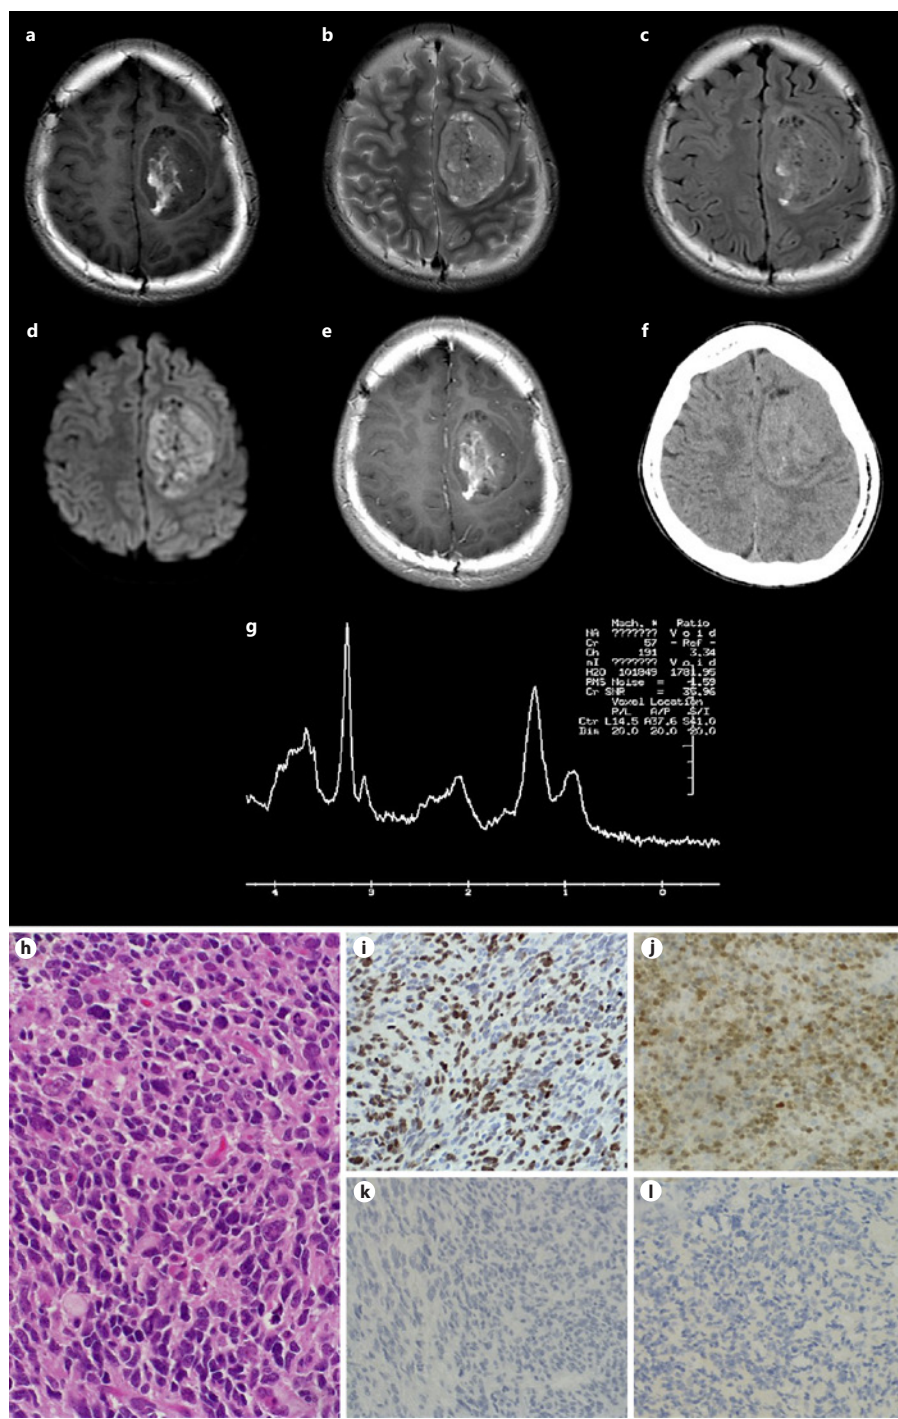 a
b
c
d
e
f
g
Mach. # Ratio
NA ??????? V o i d
Cr 57 - Ref -
Ch 191 3.34
mI ??????? V o i d
H2O 101849 1781.95
RMS Noise = 1.59
Cr SNR = 35.96
Voxel Location
P/L A/P S/I
Ctr L14.5 A37.6 S41.0
Dim 20.0 20.0 20.0
4 3 2 1 0
h
i
j
k
l